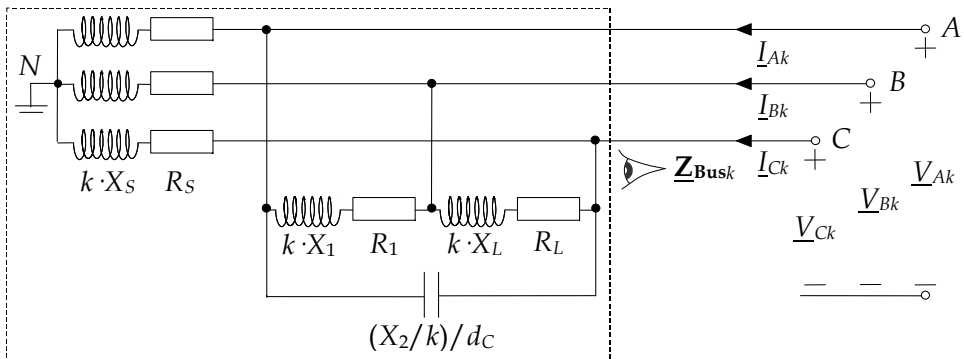 A
I_Ak
+
N
B
I_Bk
+
C
k·X_S R_S
Z_Busk
I_Ck
+
V_Ak
V_Bk
V_Ck
k·X_1 R_1 k·X_L R_L
(X_2/k)/d_C